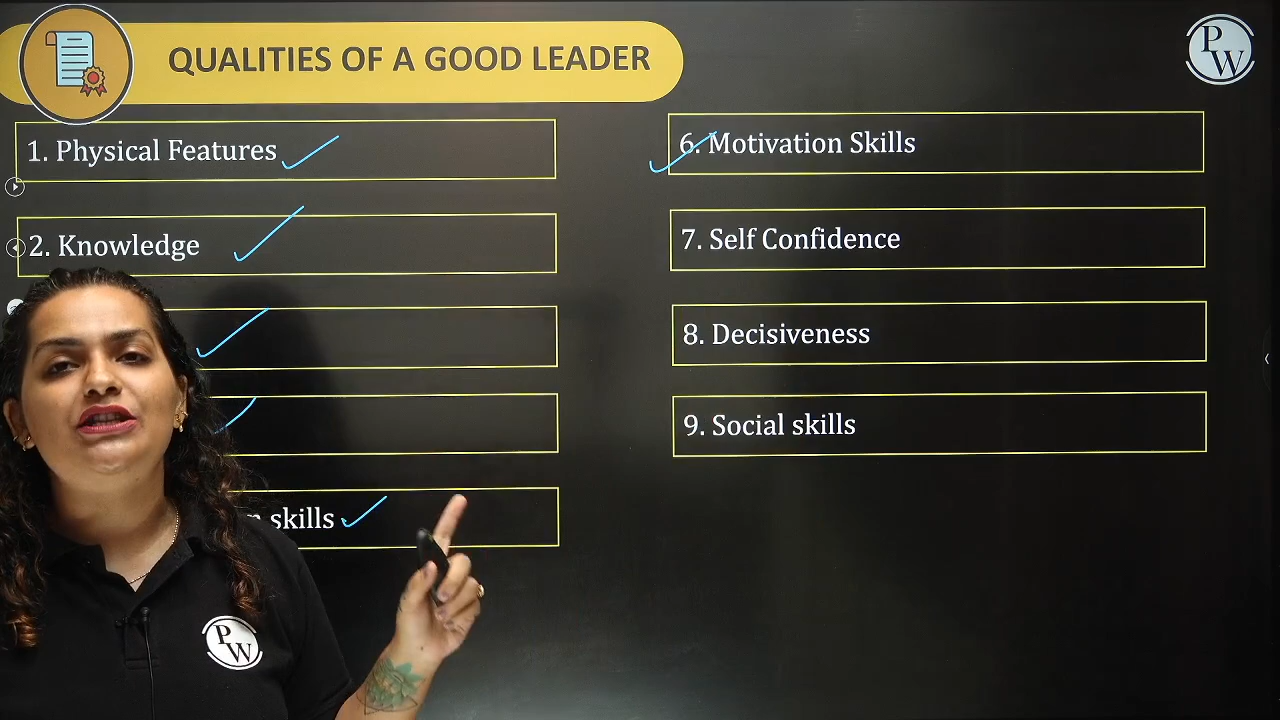 QUALITIES OF A GOOD LEADER
PW
1. Physical Features
2. Knowledge
skills
6. Motivation Skills
7. Self Confidence
8. Decisiveness
9. Social skills
PW